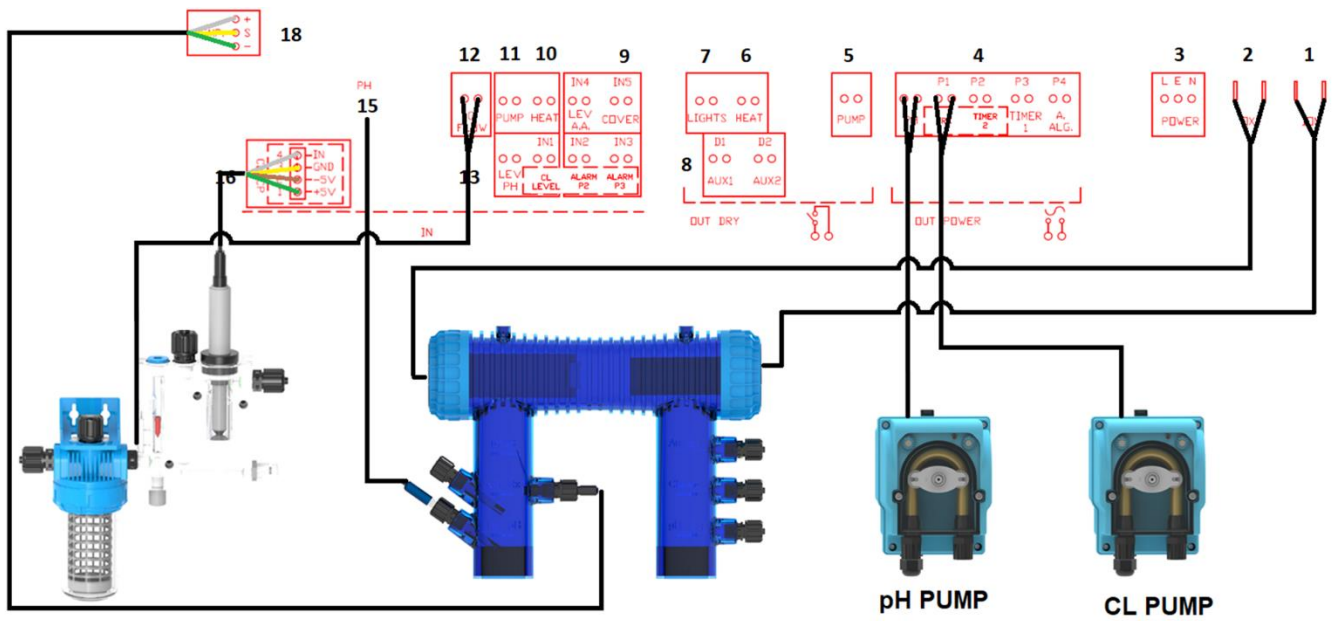 18
+
S
-
12
11
10
9
7
6
5
4
3
2
1
PH
15
IN4
IN5
P1
P2
P3
P4
L E N
PUMP
HEAT
LEV
A.A.
COVER
LIGHTS
HEAT
PUMP
TIMER
2
TIMER
1
A.
ALG.
POWER
4
IN
GND
-5V
+5V
1
16
13
LEV
PH
IN1
CL
LEVEL
IN2
ALARM
P2
IN3
ALARM
P3
8
D1
D2
AUX1
AUX2
IN
OUT DRY
OUT POWER
pH PUMP
CL PUMP